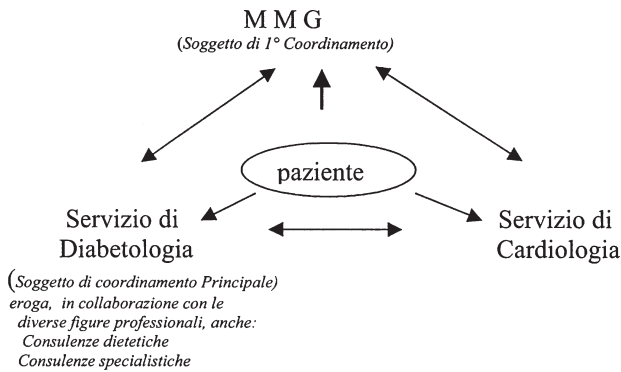 M M G
(Soggetto di 1° Coordinamento)
paziente
Servizio di
Diabetologia
(Soggetto di coordinamento Principale)
eroga, in collaborazione con le
diverse figure professionali, anche:
Consulenze dietetiche
Consulenze specialistiche
Servizio di
Cardiologia